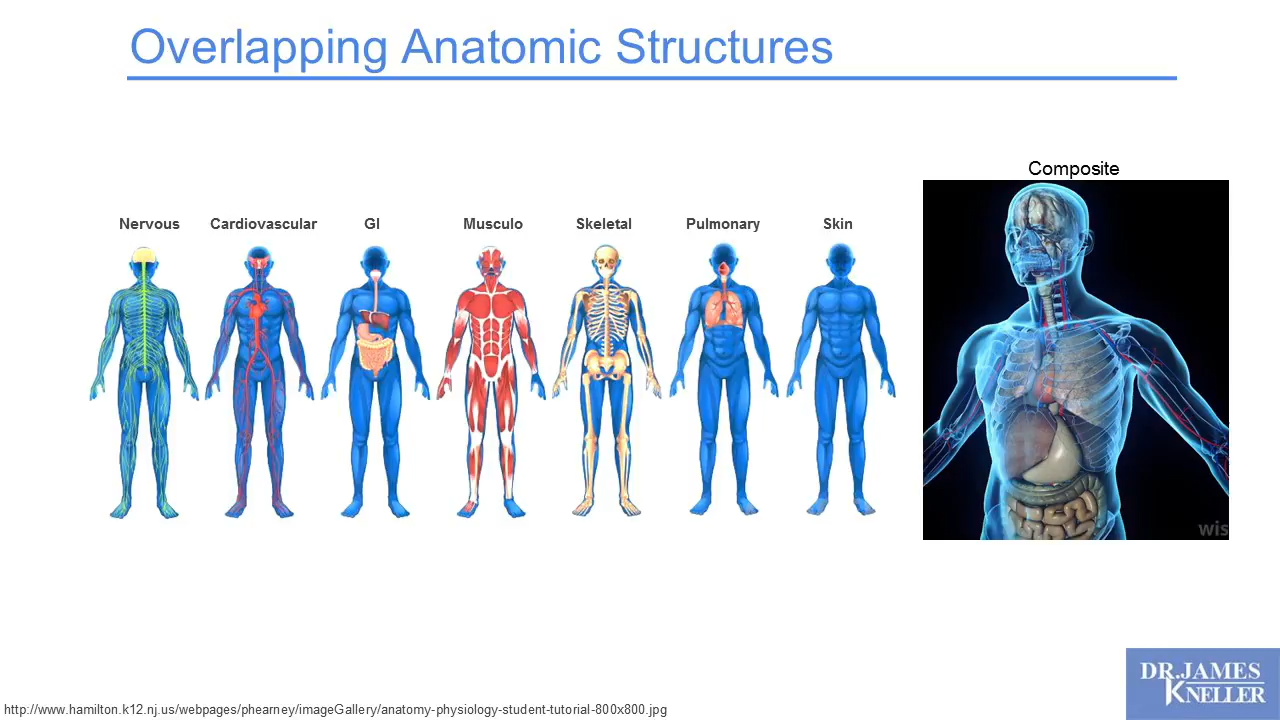 Overlapping Anatomic Structures
Composite
Nervous Cardiovascular GI Musculo Skeletal Pulmonary Skin
wis
DR.JAMES
KNELLER
http://www.hamilton.k12.nj.us/webpages/phearney/imageGallery/anatomy-physiology-student-tutorial-800x800.jpg